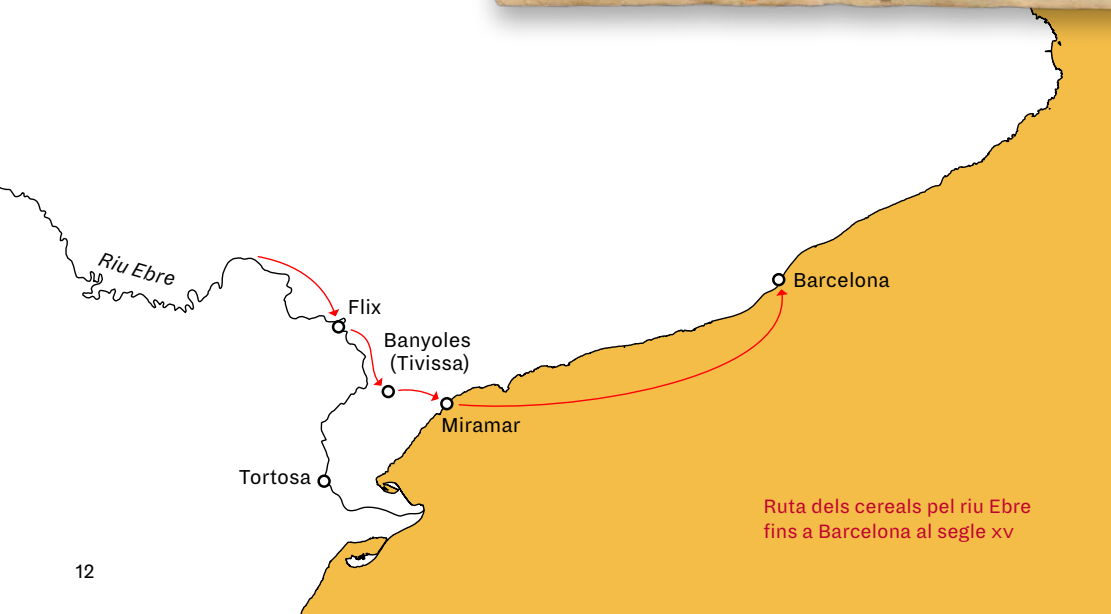 Riu Ebre
Flix
Banyoles
(Tivissa)
Barcelona
Miramar
Tortosa
Ruta dels cereals pel riu Ebre
fins a Barcelona al segle xv
12